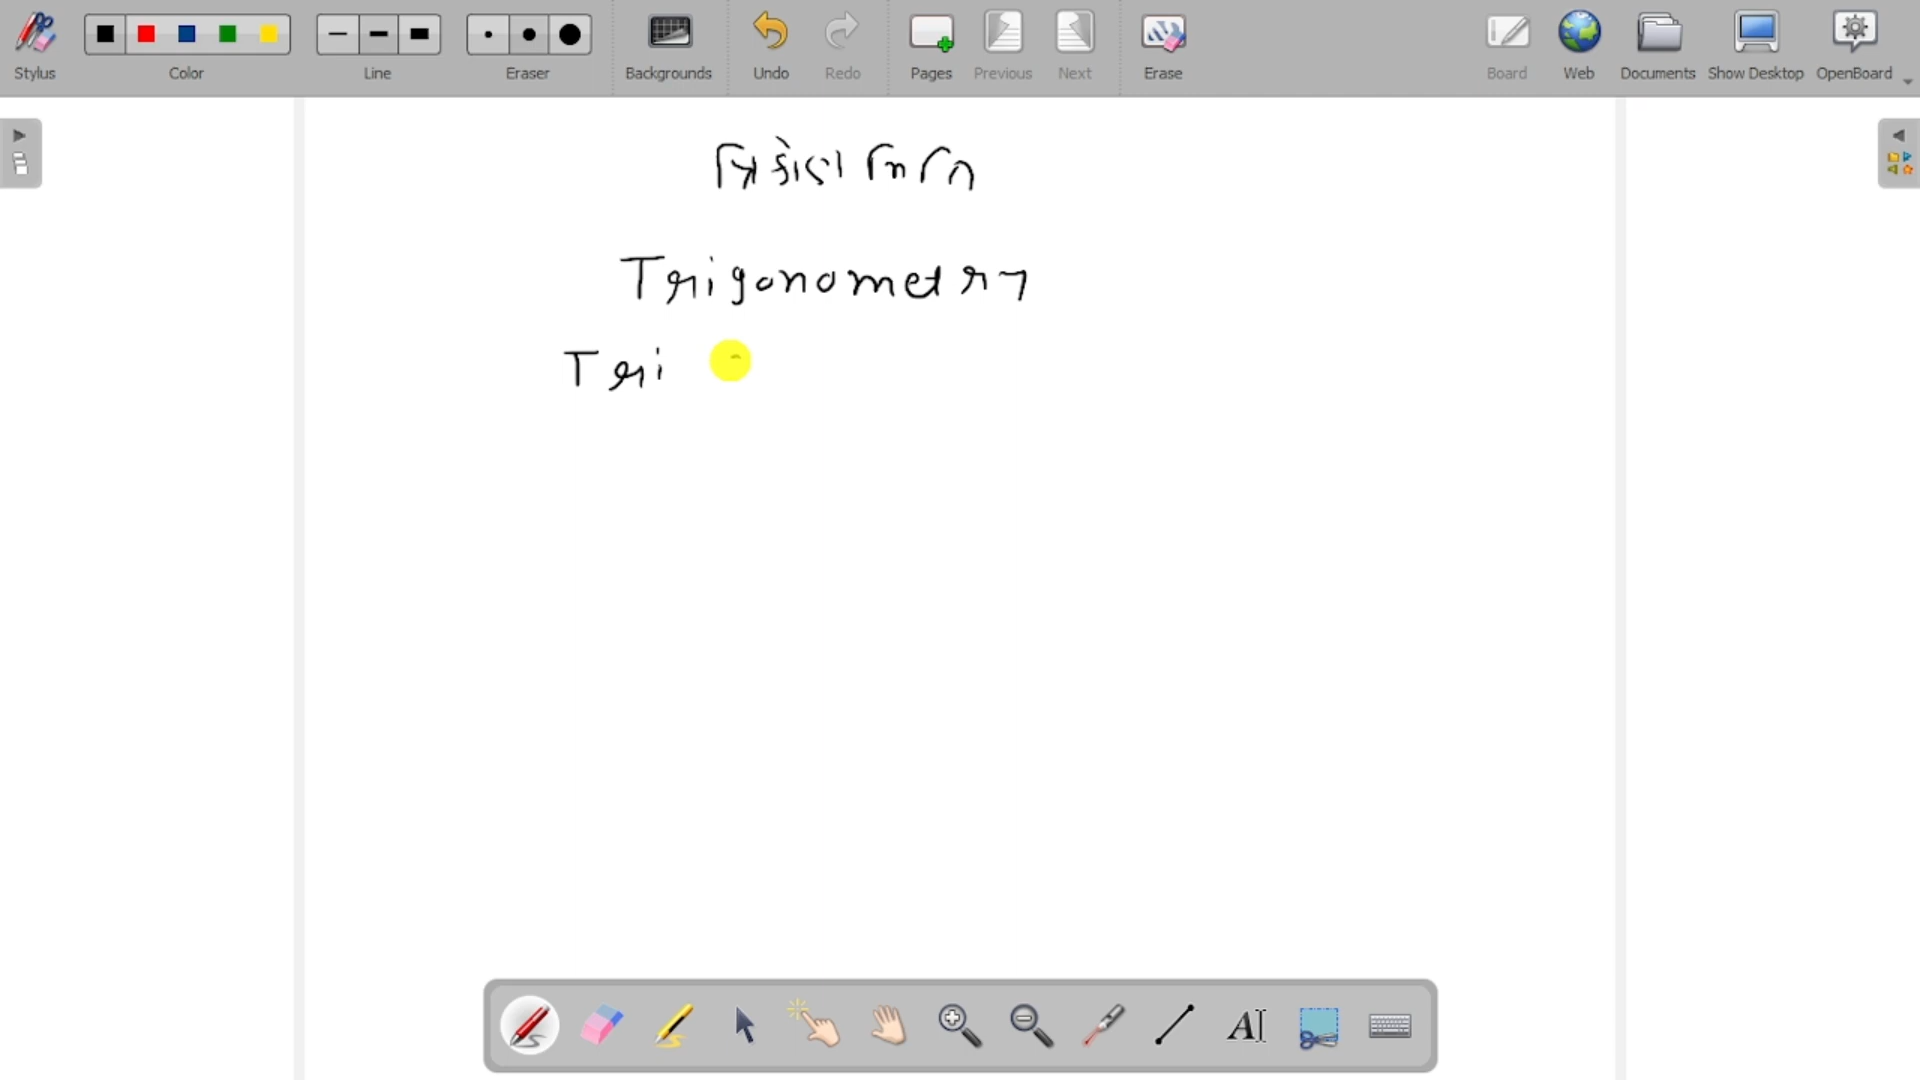 Stylus Color Line Eraser Backgrounds Undo Redo Pages Previous Next Erase Board Web Documents Show Desktop OpenBoard
Trigonometry
Tri